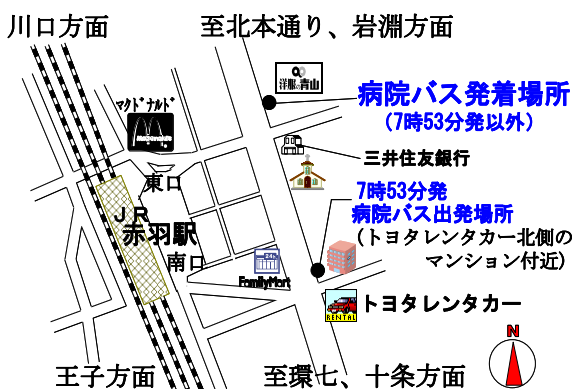 川口方面
至北本通り、岩淵方面
洋服の青山
病院バス発着場所
(7時53分発以外)
ﾏｸﾄﾞﾅﾙﾄﾞ
三井住友銀行
東口
7時53分発
病院バス出発場所
(トヨタレンタカー北側の
マンション付近)
JR
赤羽駅
南口
FamilyMart
トヨタレンタカー
RENTAL
N
王子方面
至環七、十条方面